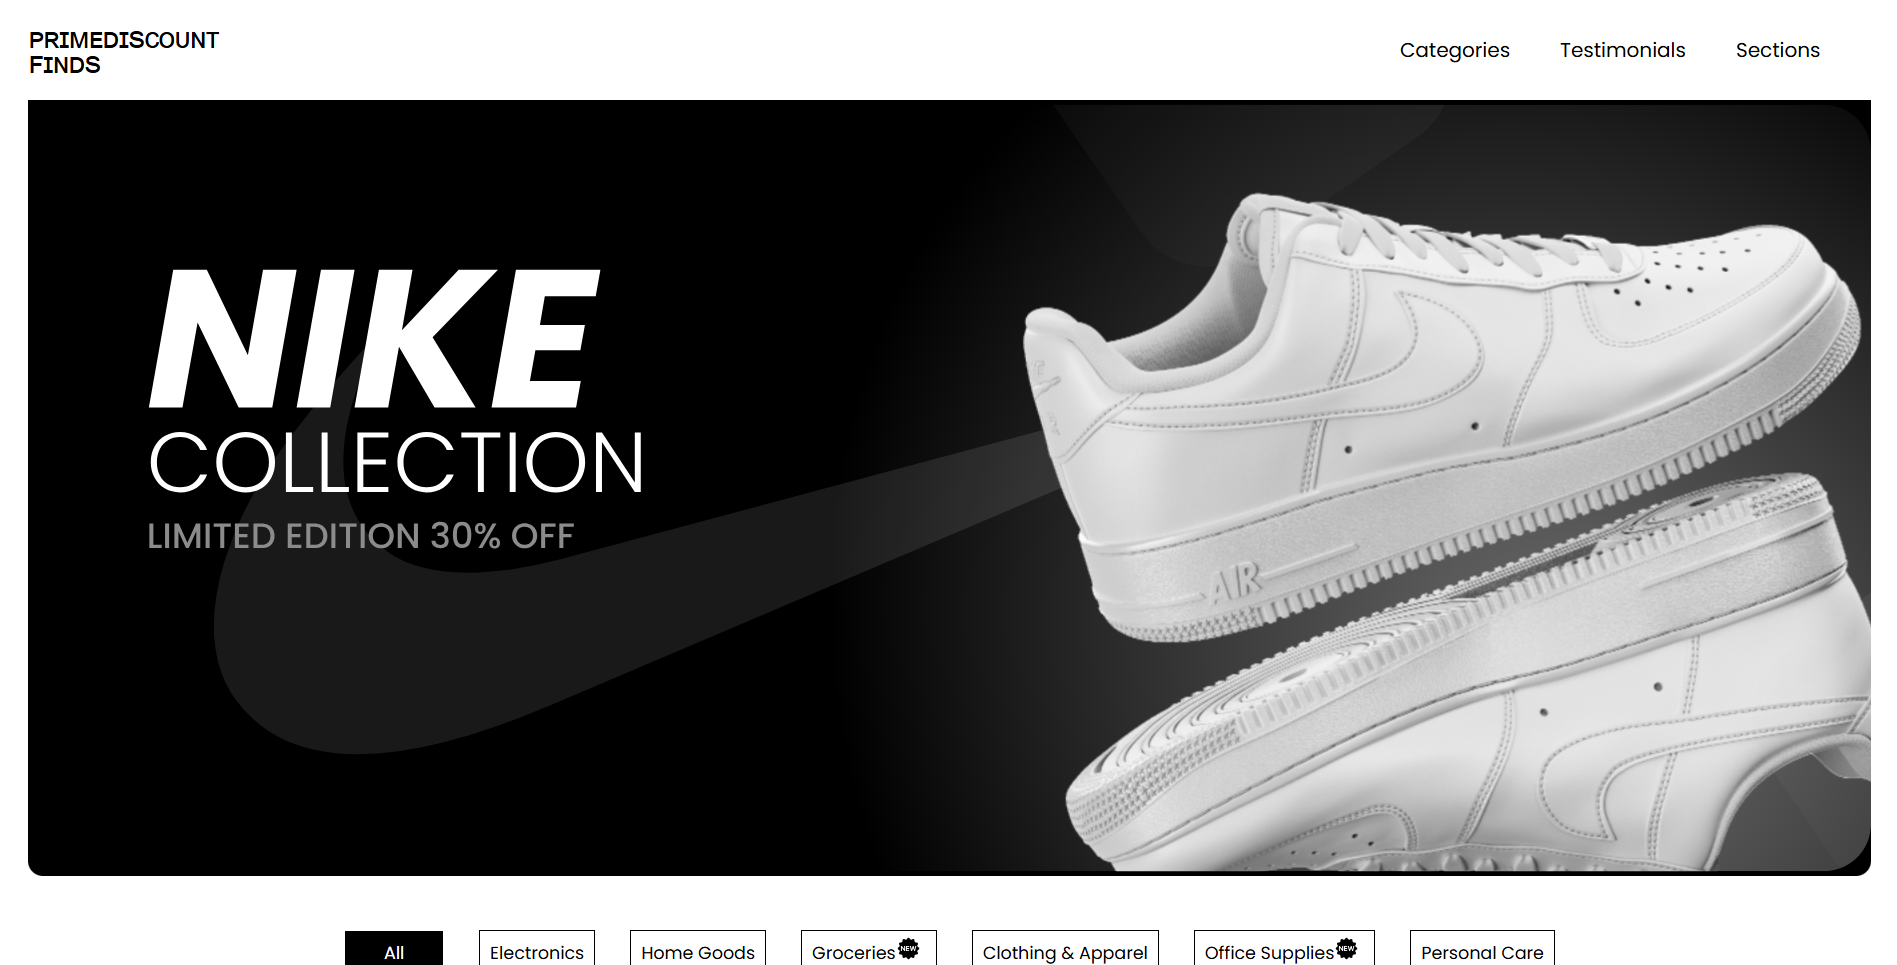 PRIMEDISCOUNT
FINDS
Categories Testimonials Sections
NIKE
COLLECTION
LIMITED EDITION 30% OFF
AIR
All Electronics Home Goods Groceries NEW Clothing & Apparel Office Supplies NEW Personal Care